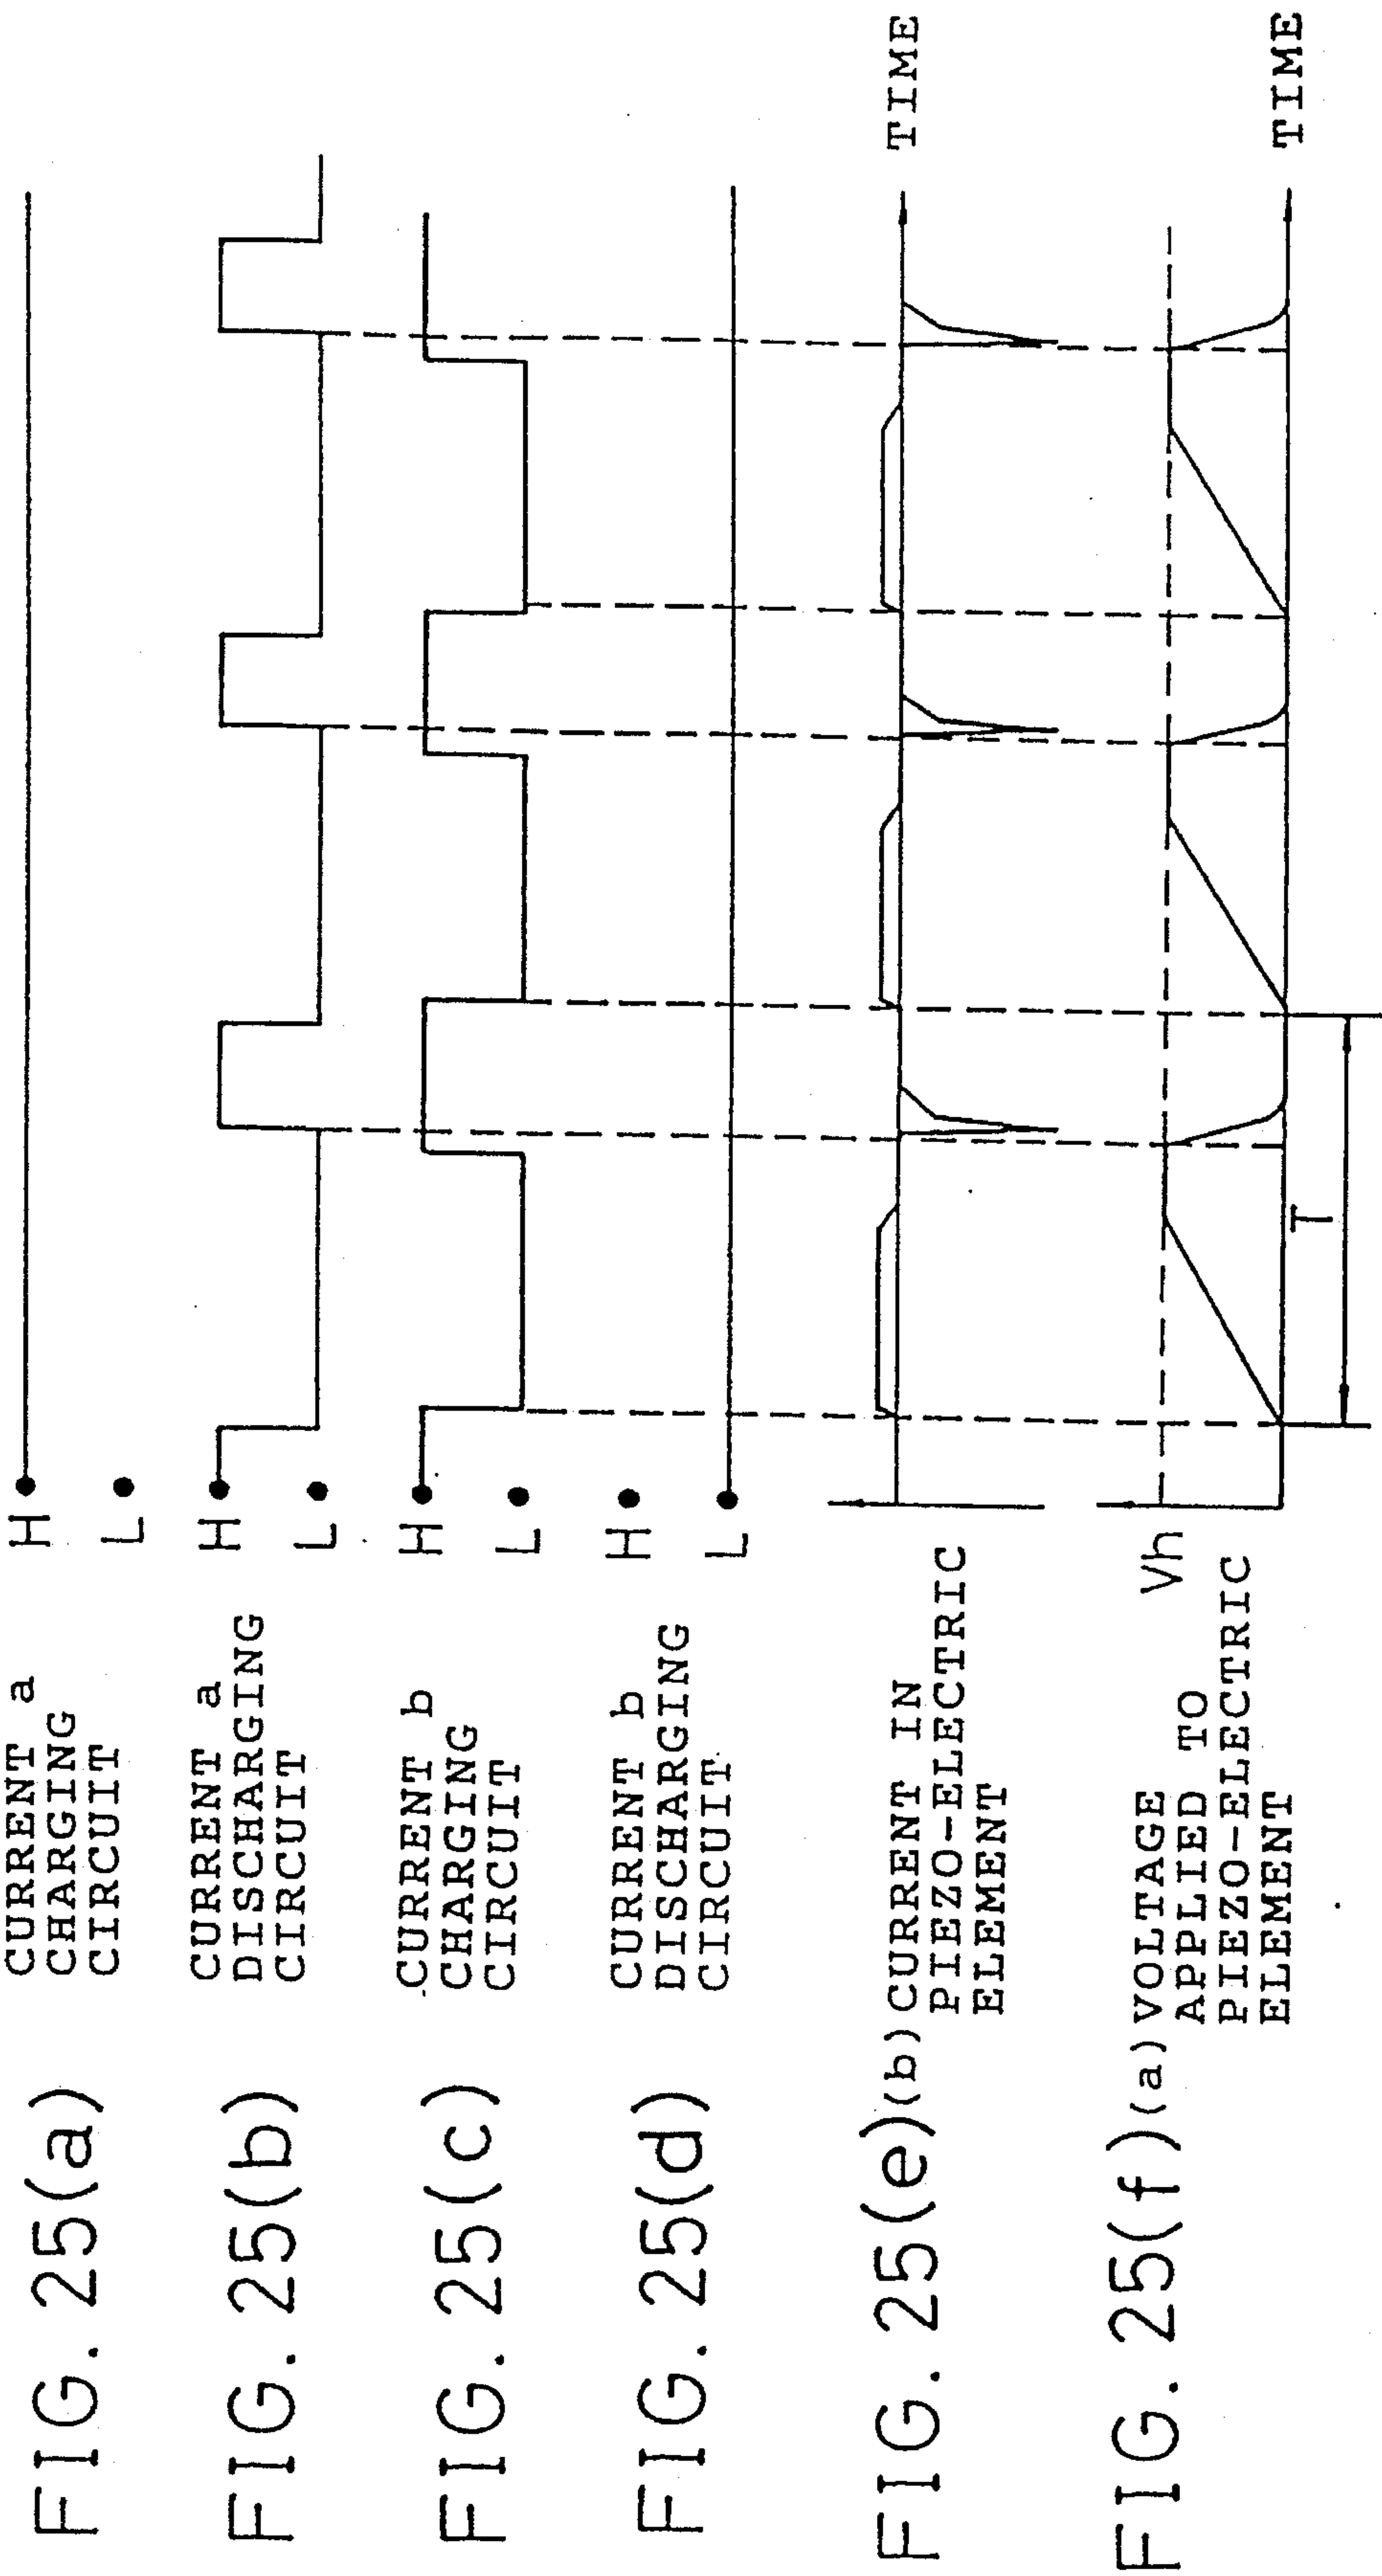 FIG. 25(a)
CURRENT a
CHARGING
CIRCUIT
H
L
FIG. 25(b)
CURRENT a
DISCHARGING
CIRCUIT
H
L
FIG. 25(c)
CURRENT b
CHARGING
CIRCUIT
H
L
FIG. 25(d)
CURRENT b
DISCHARGING
CIRCUIT
H
L
FIG. 25(e)
(b) CURRENT IN
PIEZO-ELECTRIC
ELEMENT
TIME
FIG. 25(f)
(a) VOLTAGE
APPLIED TO
PIEZO-ELECTRIC
ELEMENT
Vh
T
TIME